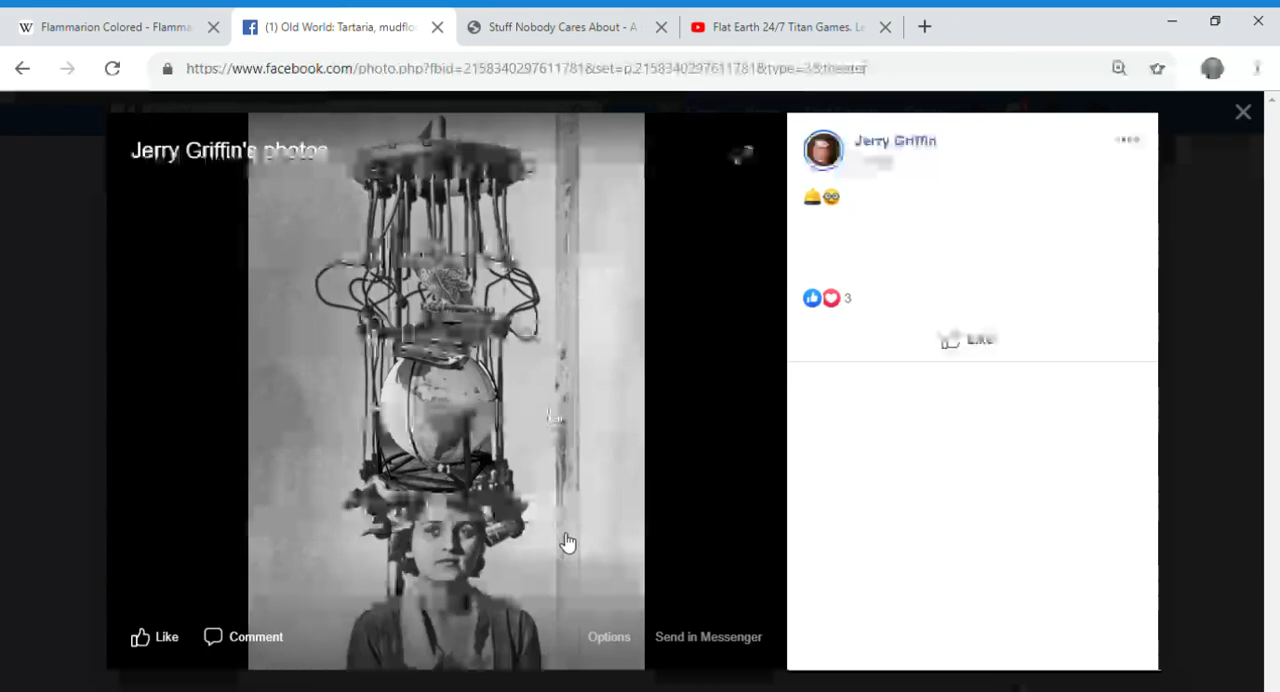 Flammarion Colored - Flamma
(1) Old World: Tartaria, mudflo
Stuff Nobody Cares About - A
Flat Earth 24/7 Titan Games. Le
https://www.facebook.com/photo.php?fbid=2158340297611781&set=p.2158340297611781&type=3&theater
Jerry Griffin's photos
Jerry Griffin
3
Like
Like
Comment
Options
Send in Messenger